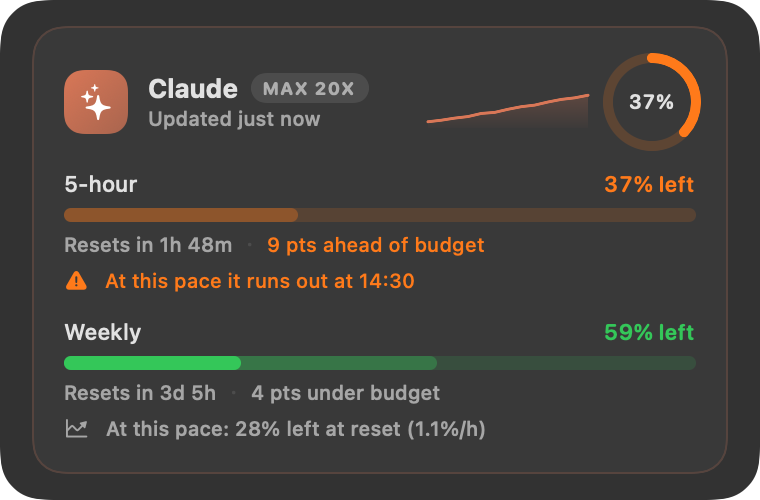 Claude MAX 20X
Updated just now
37%
5-hour 37% left
Resets in 1h 48m · 9 pts ahead of budget
At this pace it runs out at 14:30
Weekly 59% left
Resets in 3d 5h · 4 pts under budget
At this pace: 28% left at reset (1.1%/h)